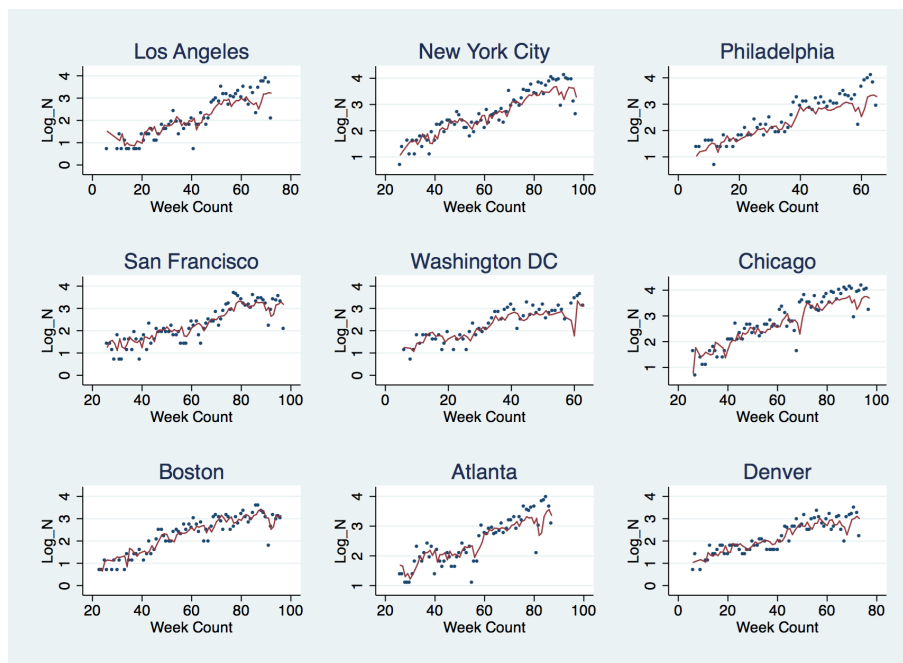 Los Angeles
New York City
Philadelphia
Log_N
4
3
2
1
0
0 20 40 60 80
Week Count
Log_N
4
3
2
1
20 40 60 80 100
Week Count
Log_N
4
3
2
1
0 20 40 60
Week Count
San Francisco
Washington DC
Chicago
Log_N
4
3
2
1
0
20 40 60 80 100
Week Count
Log_N
4
3
2
1
0
0 20 40 60
Week Count
Log_N
4
3
2
1
20 40 60 80 100
Week Count
Boston
Atlanta
Denver
Log_N
4
3
2
1
0
20 40 60 80 100
Week Count
Log_N
4
3
2
1
20 40 60 80 100
Week Count
Log_N
4
3
2
1
0
0 20 40 60 80
Week Count